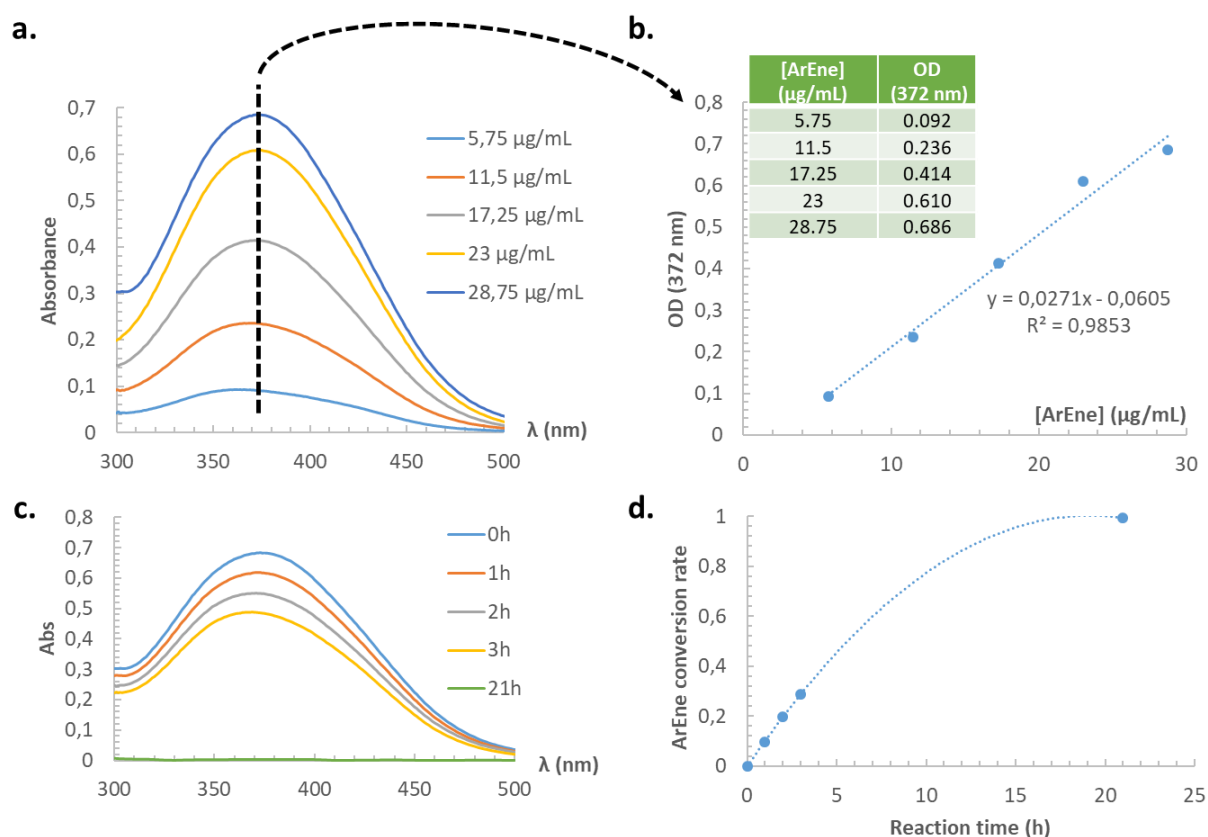 a.
0,7
0,6
0,5
0,4
0,3
0,2
0,1
0
Absorbance
300
350
400
450
500
λ (nm)
5,75 µg/mL
11,5 µg/mL
17,25 µg/mL
23 µg/mL
28,75 µg/mL
b.
[ArEne] (µg/mL) OD (372 nm)
5.75 0.092
11.5 0.236
17.25 0.414
23 0.610
28.75 0.686
0,8
0,7
0,6
0,5
0,4
0,3
0,2
0,1
0
OD (372 nm)
y = 0,0271x - 0,0605
R² = 0,9853
[ArEne] (µg/mL)
0
10
20
30
c.
0,8
0,7
0,6
0,5
0,4
0,3
0,2
0,1
0
Abs
300
350
400
450
500
λ (nm)
0h
1h
2h
3h
21h
d.
1
0,8
0,6
0,4
0,2
0
ArEne conversion rate
0
5
10
15
20
25
Reaction time (h)